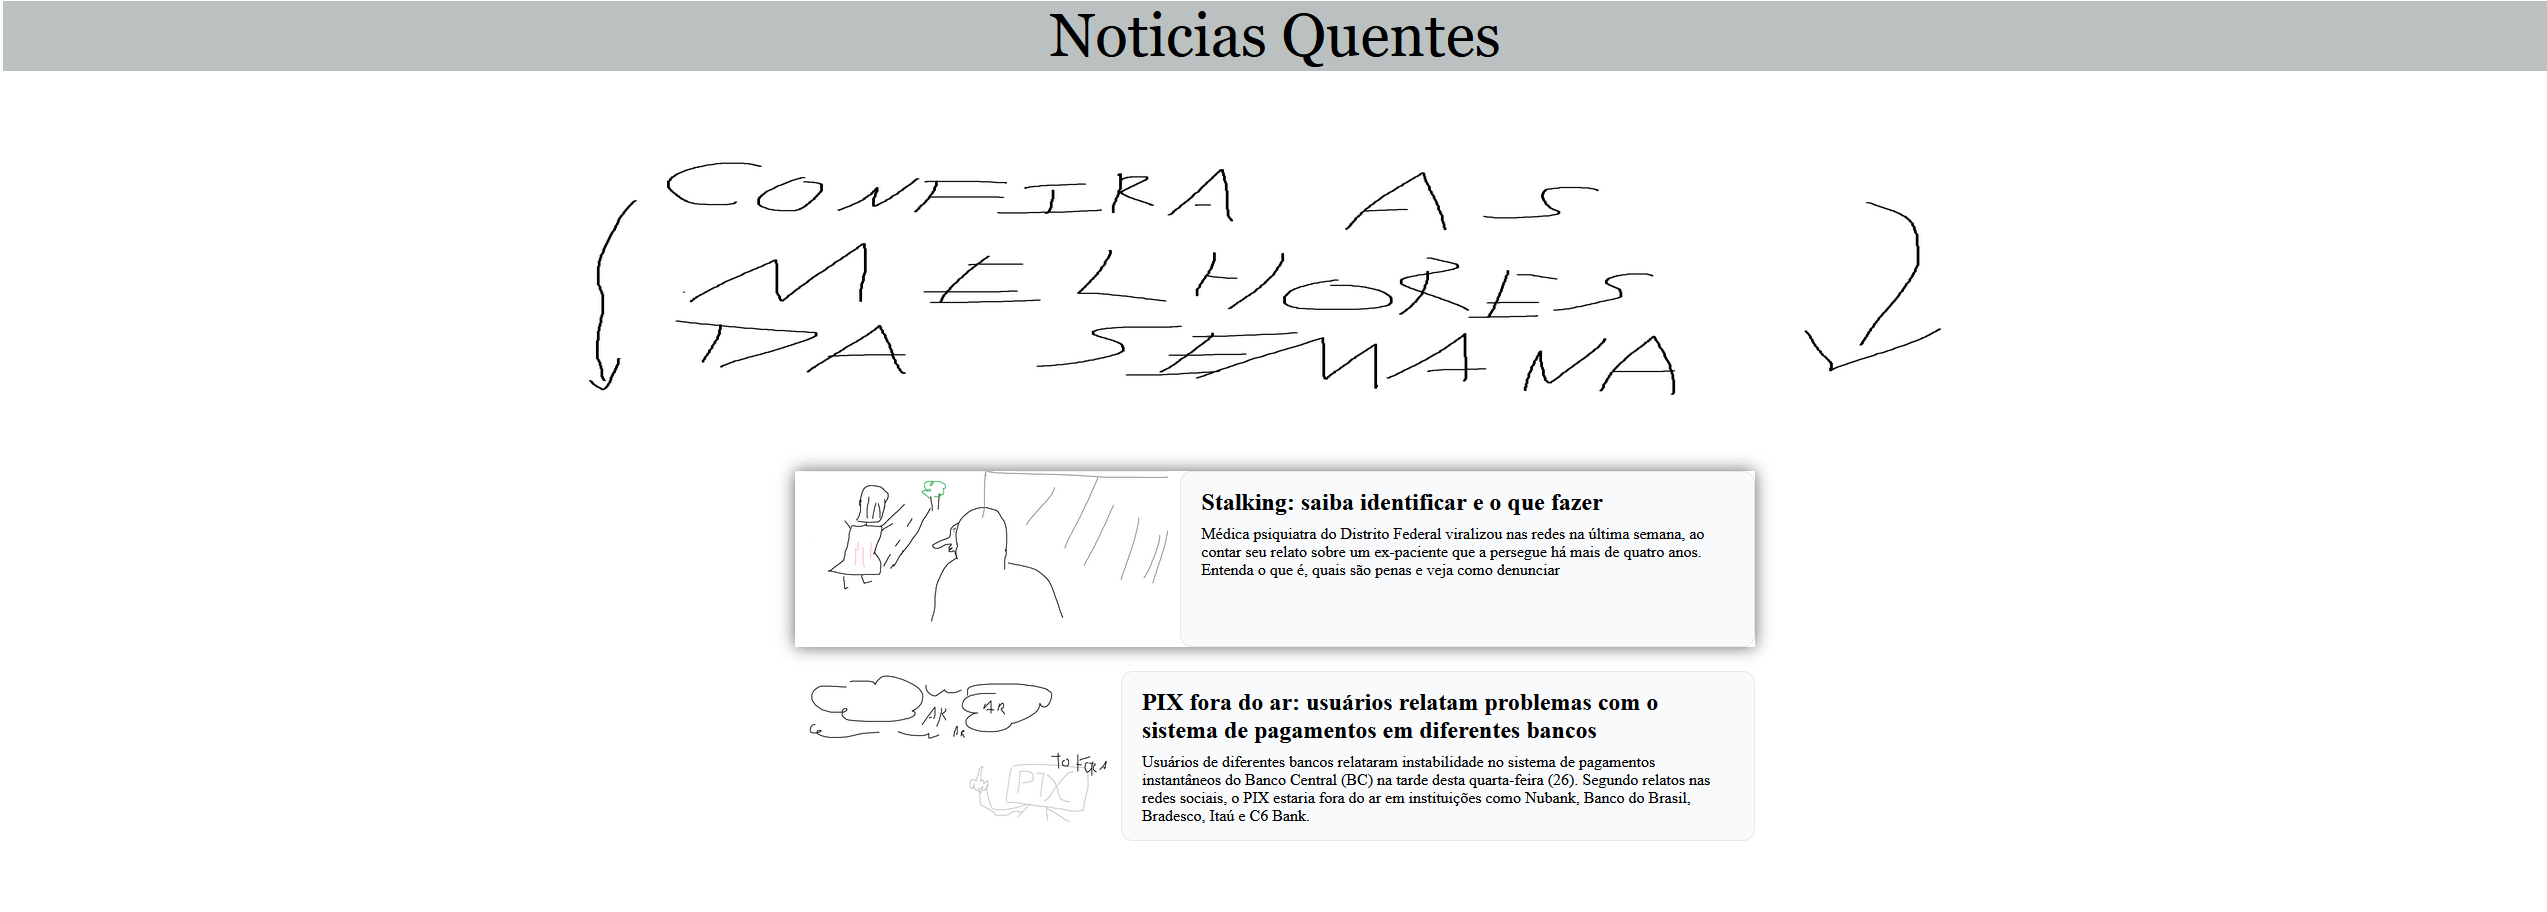 Noticias Quentes
CONFIRA AS
MELHORES
DA SEMANA
Stalking: saiba identificar e o que fazer
Médica psiquiatra do Distrito Federal viralizou nas redes na última semana, ao
contar seu relato sobre um ex-paciente que a persegue há mais de quatro anos.
Entenda o que é, quais são penas e veja como denunciar
AR
AR
AR
TO FORA
PIX
PIX fora do ar: usuários relatam problemas com o
sistema de pagamentos em diferentes bancos
Usuários de diferentes bancos relataram instabilidade no sistema de pagamentos
instantâneos do Banco Central (BC) na tarde desta quarta-feira (26). Segundo relatos nas
redes sociais, o PIX estaria fora do ar em instituições como Nubank, Banco do Brasil,
Bradesco, Itaú e C6 Bank.